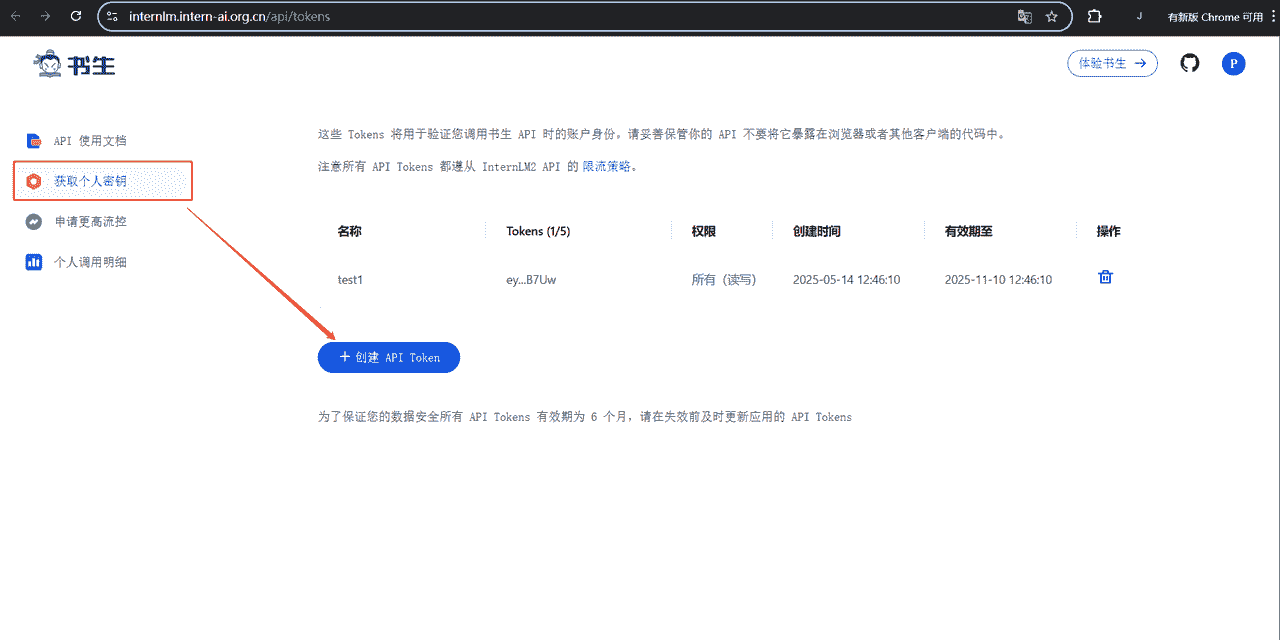 internlm.intern-ai.org.cn/api/tokens
J
有新版 Chrome 可用
书生
体验书生
P
API 使用文档
获取个人密钥
申请更高流控
个人调用明细
这些 Tokens 将用于验证您调用书生 API 时的账户身份。请妥善保管你的 API 不要将它暴露在浏览器或者其他客户端的代码中。
注意所有 API Tokens 都遵从 InternLM2 API 的 限流策略。
名称 Tokens (1/5) 权限 创建时间 有效期至 操作
test1 ey...B7Uw 所有（读写） 2025-05-14 12:46:10 2025-11-10 12:46:10
+ 创建 API Token
为了保证您的数据安全所有 API Tokens 有效期为 6 个月，请在失效前及时更新应用的 API Tokens